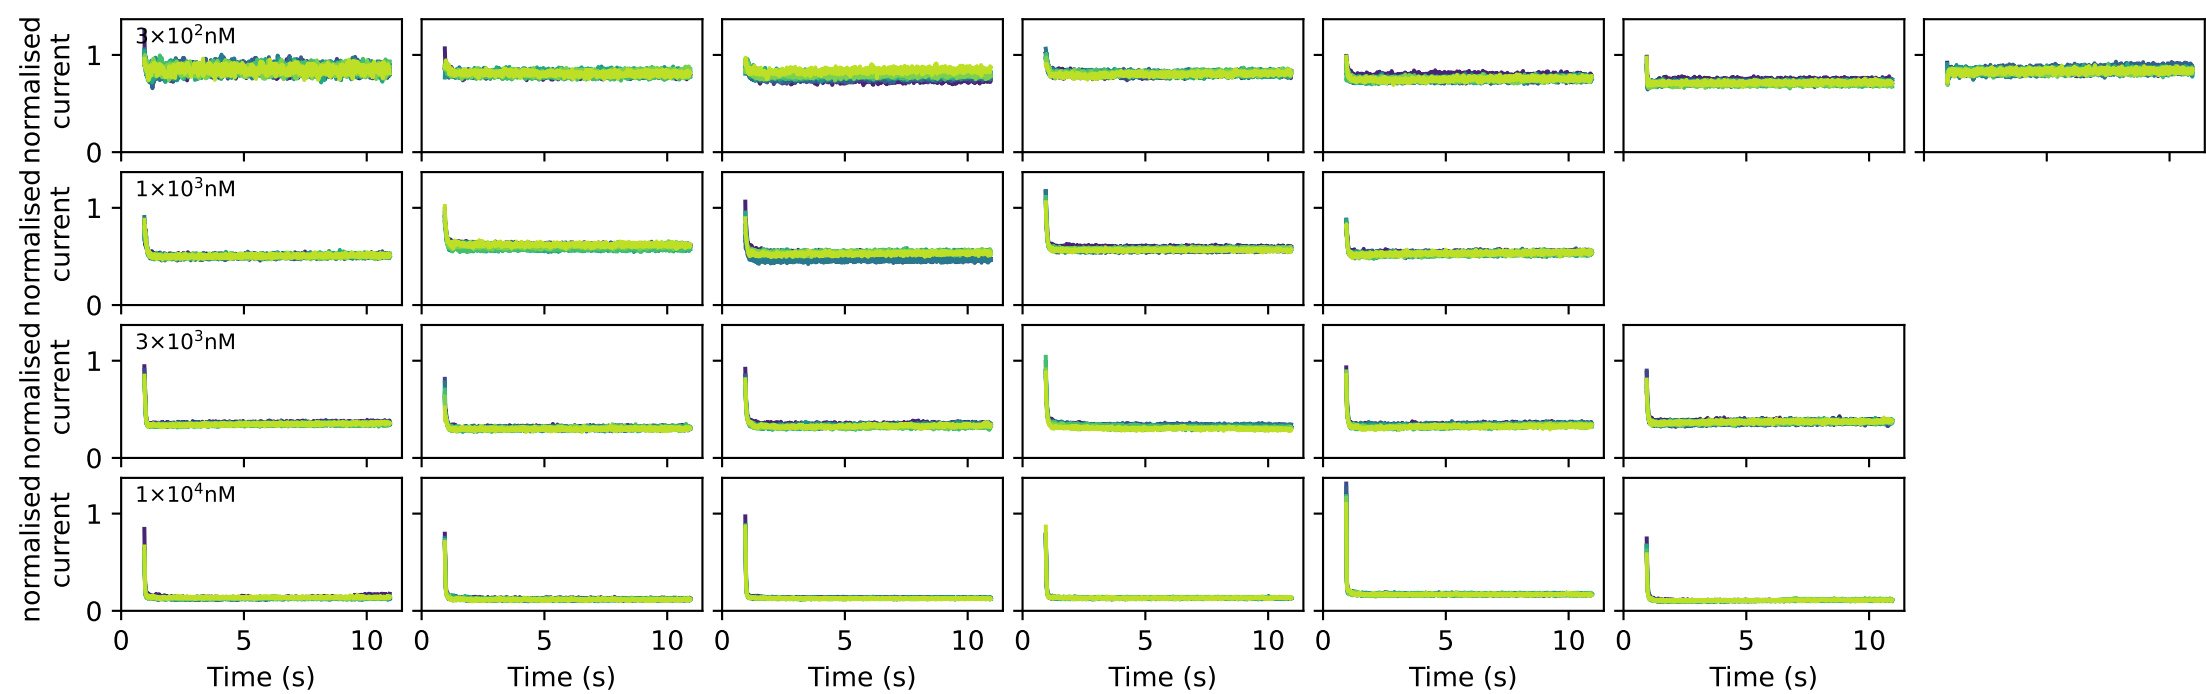 normalised
current
1
0
3×10²nM
normalised
current
1
0
1×10³nM
normalised
current
1
0
3×10³nM
normalised
current
1
0
1×10⁴nM
0 5 10 0 5 10 0 5 10 0 5 10 0 5 10 0 5 10
Time (s) Time (s) Time (s) Time (s) Time (s) Time (s)